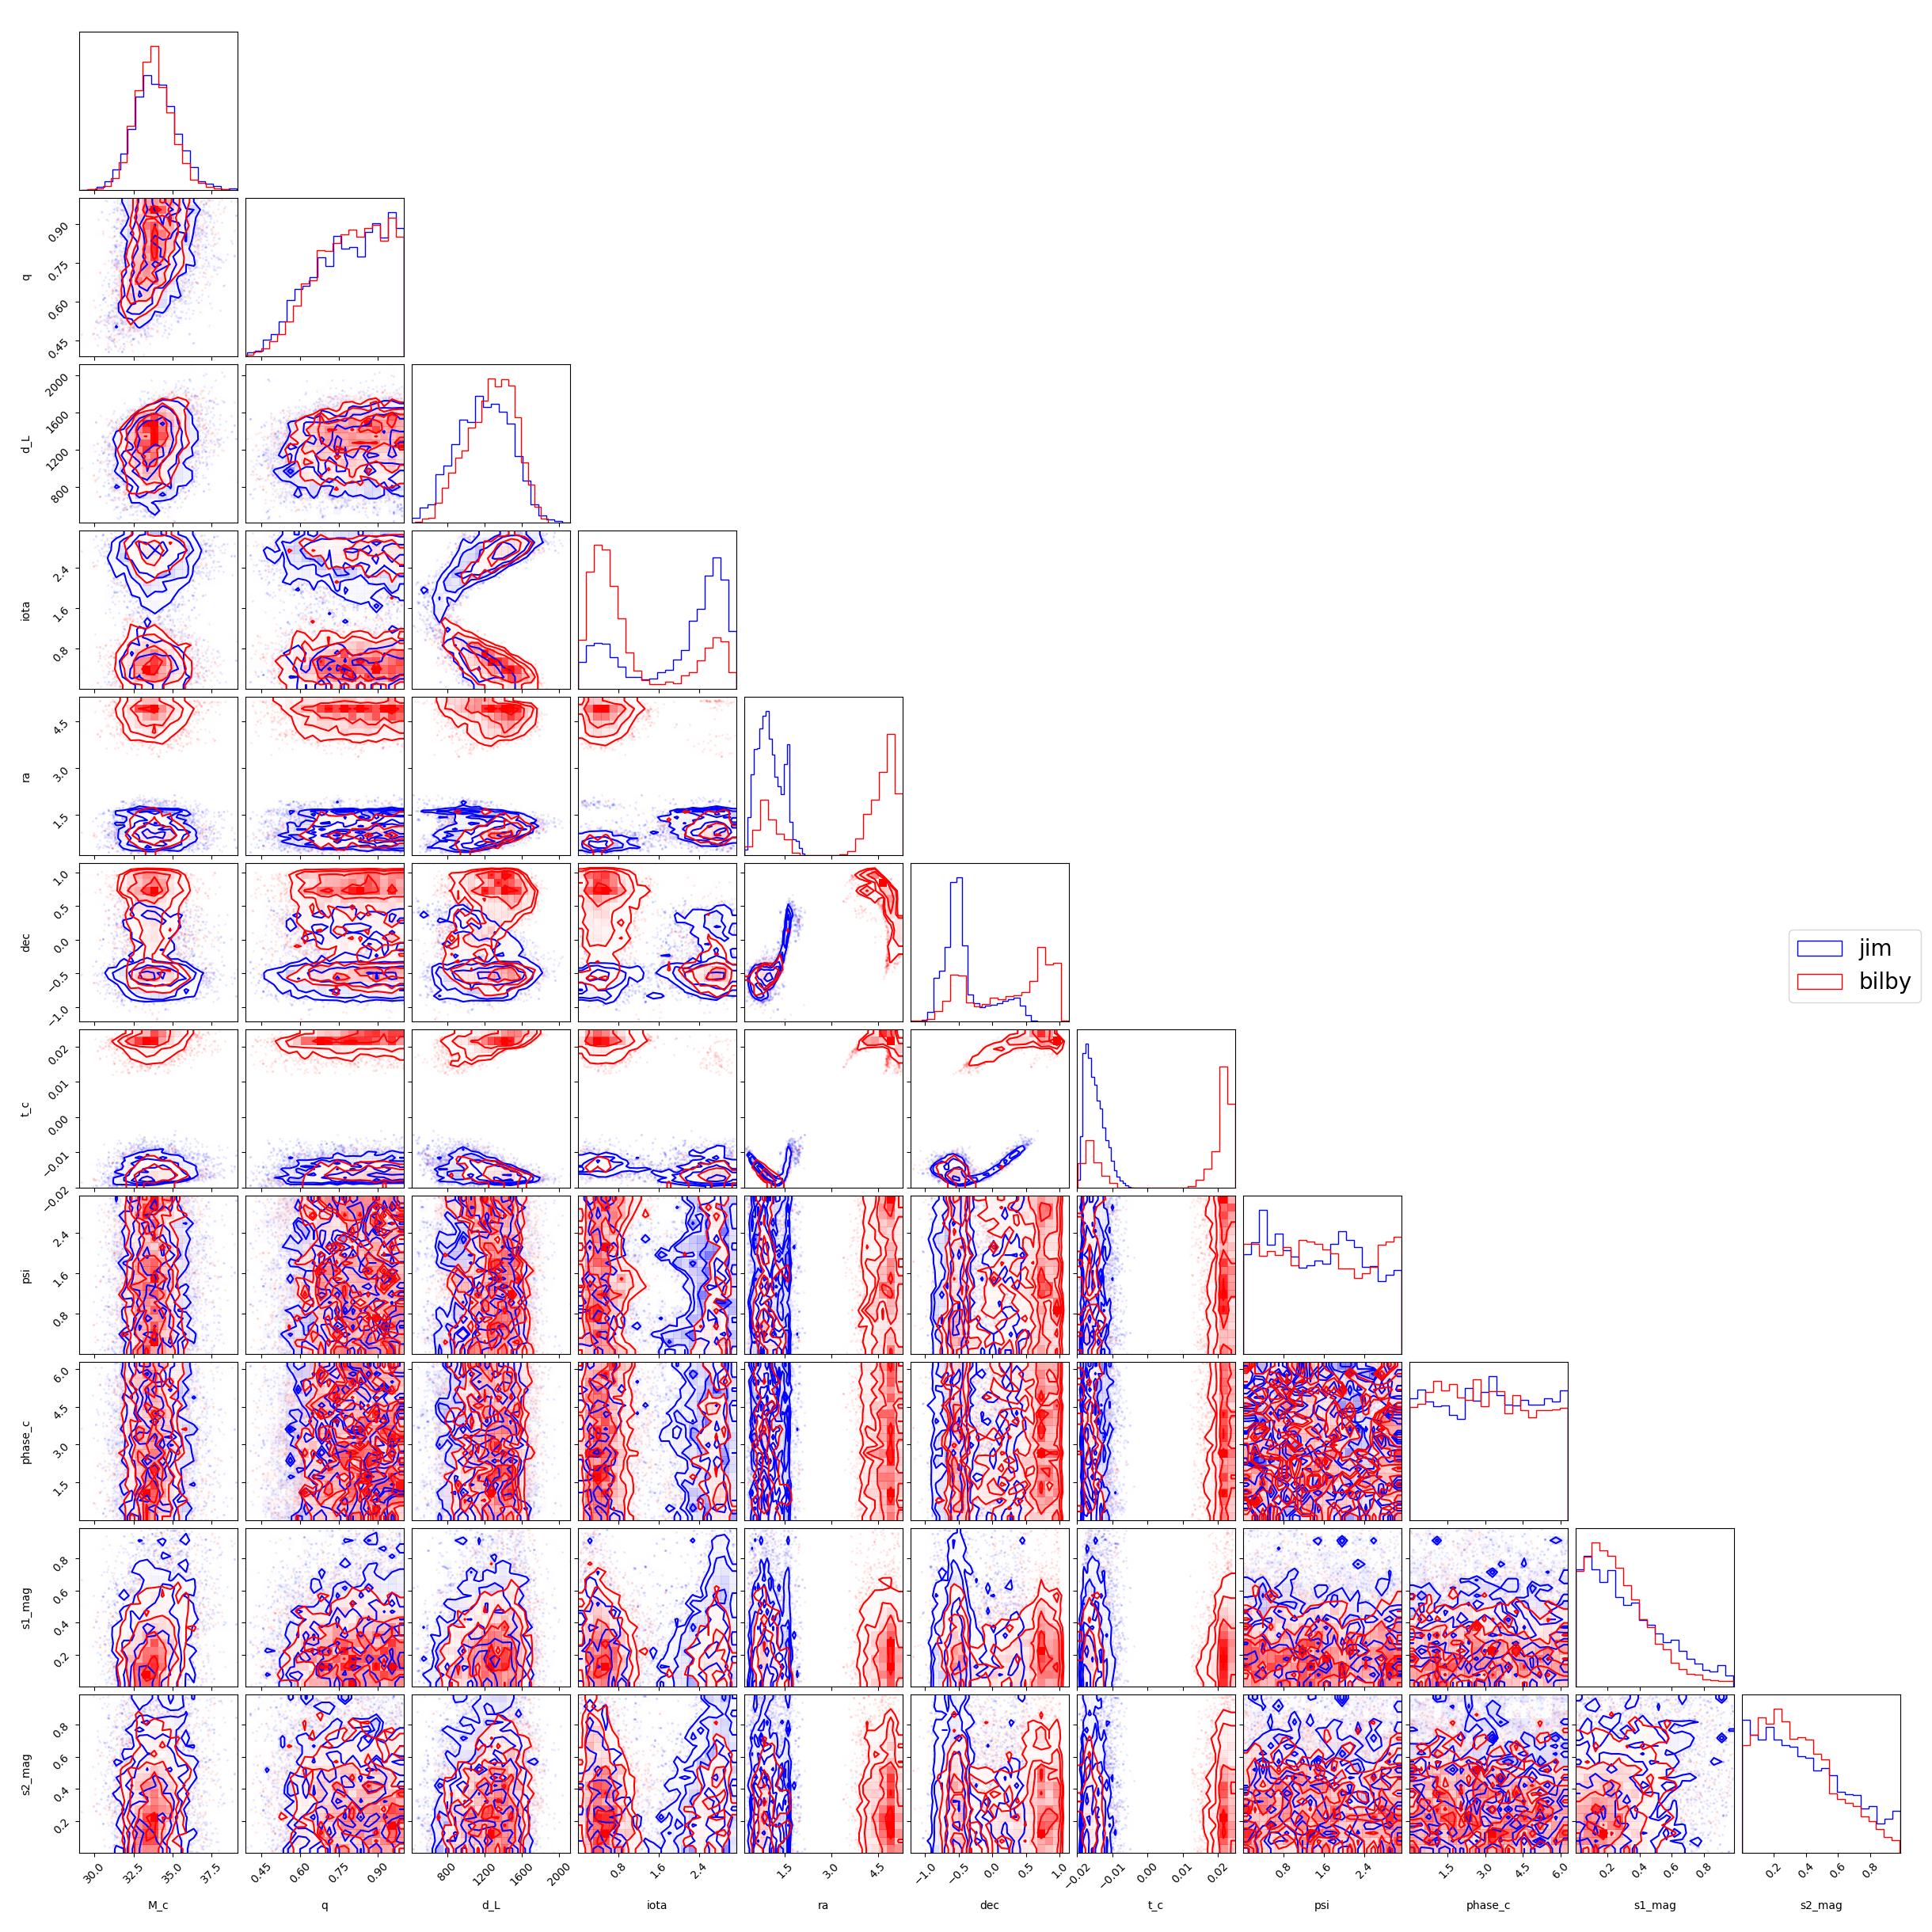 q
0.90
0.75
0.60
0.45
d_L
2000
1600
1200
800
iota
2.4
1.6
0.8
ra
4.5
3.0
1.5
dec
1.0
0.5
0.0
−0.5
−1.0
jim
bilby
t_c
0.02
0.01
0.00
−0.01
−0.02
psi
2.4
1.6
0.8
phase_c
6.0
4.5
3.0
1.5
s1_mag
0.8
0.6
0.4
0.2
s2_mag
0.8
0.6
0.4
0.2
30.0 32.5 35.0 37.5 0.45 0.60 0.75 0.90 800 1200 1600 2000 0.8 1.6 2.4 1.5 3.0 4.5 −1.0 −0.5 0.0 0.5 1.0 −0.02 −0.01 0.00 0.01 0.02 0.8 1.6 2.4 1.5 3.0 4.5 6.0 0.2 0.4 0.6 0.8 0.2 0.4 0.6 0.8
M_c q d_L iota ra dec t_c psi phase_c s1_mag s2_mag